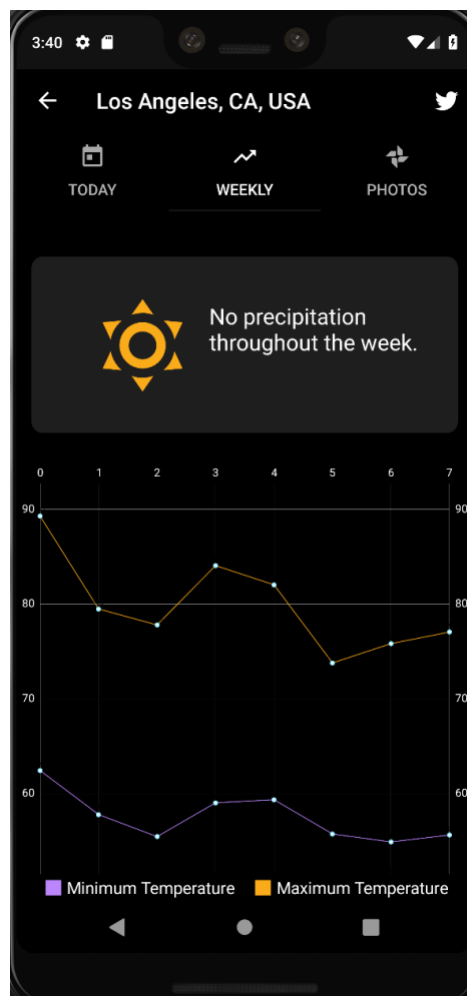 3:40
Los Angeles, CA, USA
TODAY WEEKLY PHOTOS
No precipitation
throughout the week.
0 1 2 3 4 5 6 7
90 90
80 80
70 70
60 60
Minimum Temperature Maximum Temperature